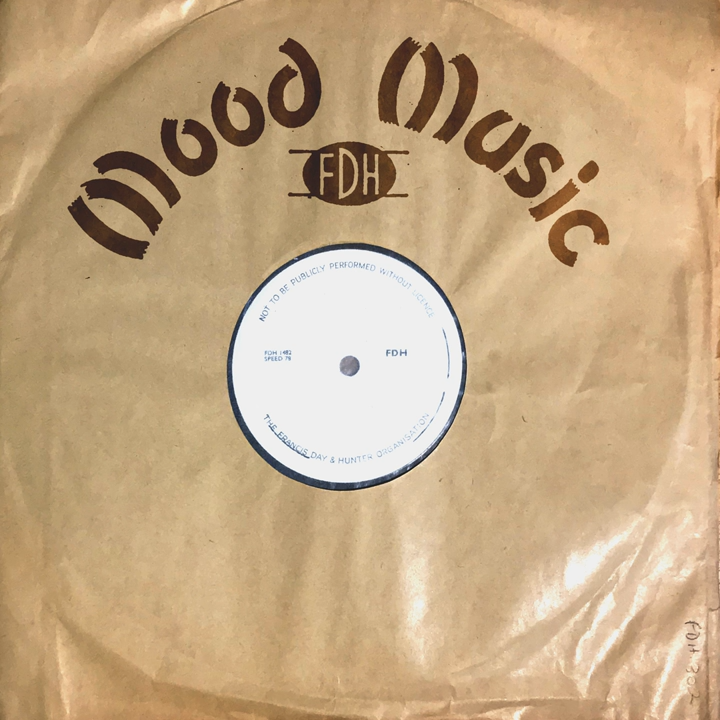 Mood Music
FDH
NOT TO BE PUBLICLY PERFORMED WITHOUT LICENCE
FDH 1482
SPEED 78
FDH
THE FRANCIS DAY & HUNTER ORGANISATION
FDH